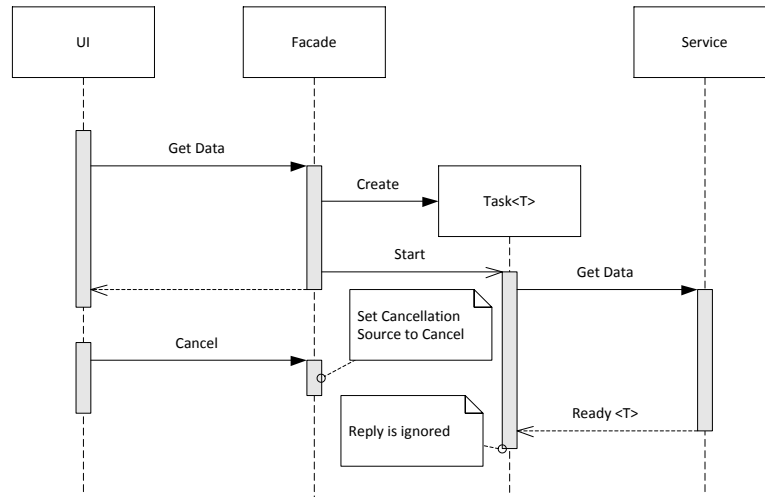 UI
Facade
Service
Get Data
Create
Task<T>
Start
Get Data
Set Cancellation
Source to Cancel
Cancel
Ready <T>
Reply is ignored